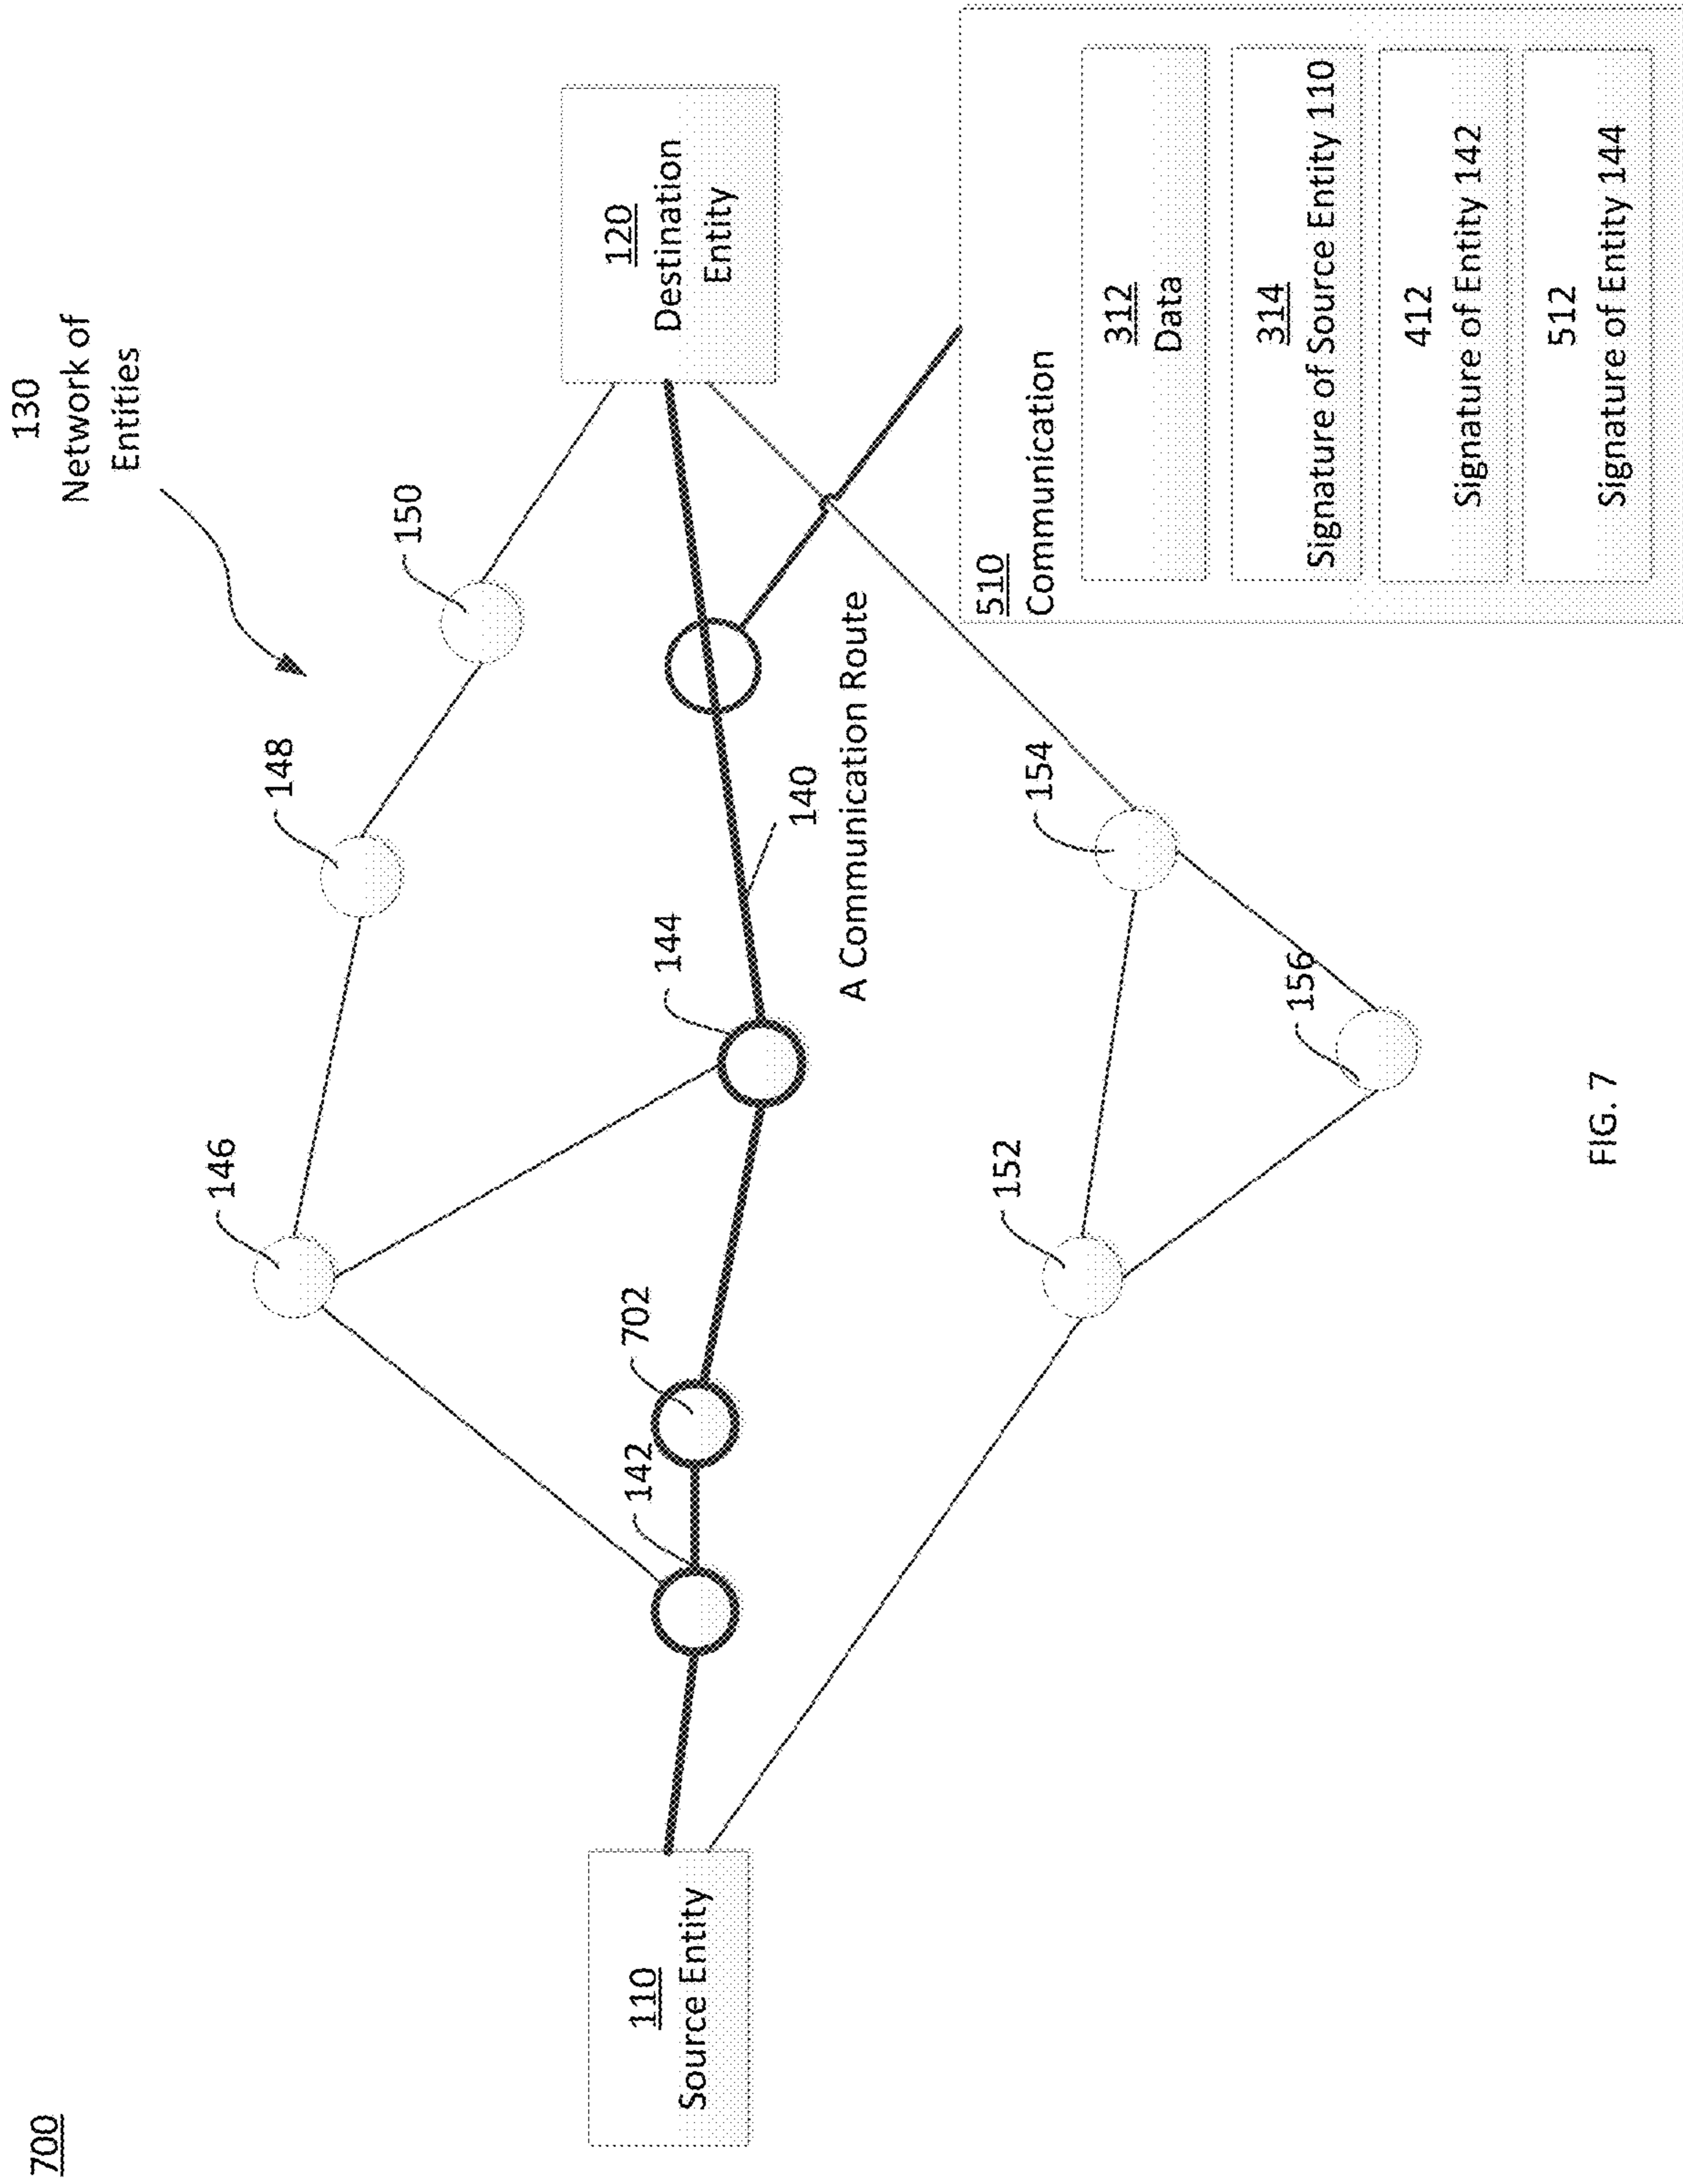 700
130
Network of
Entities
146
148
150
110
Source Entity
142
702
144
140
A Communication Route
120
Destination
Entity
152
154
156
510
Communication
312
Data
314
Signature of Source Entity 110
412
Signature of Entity 142
512
Signature of Entity 144
FIG. 7